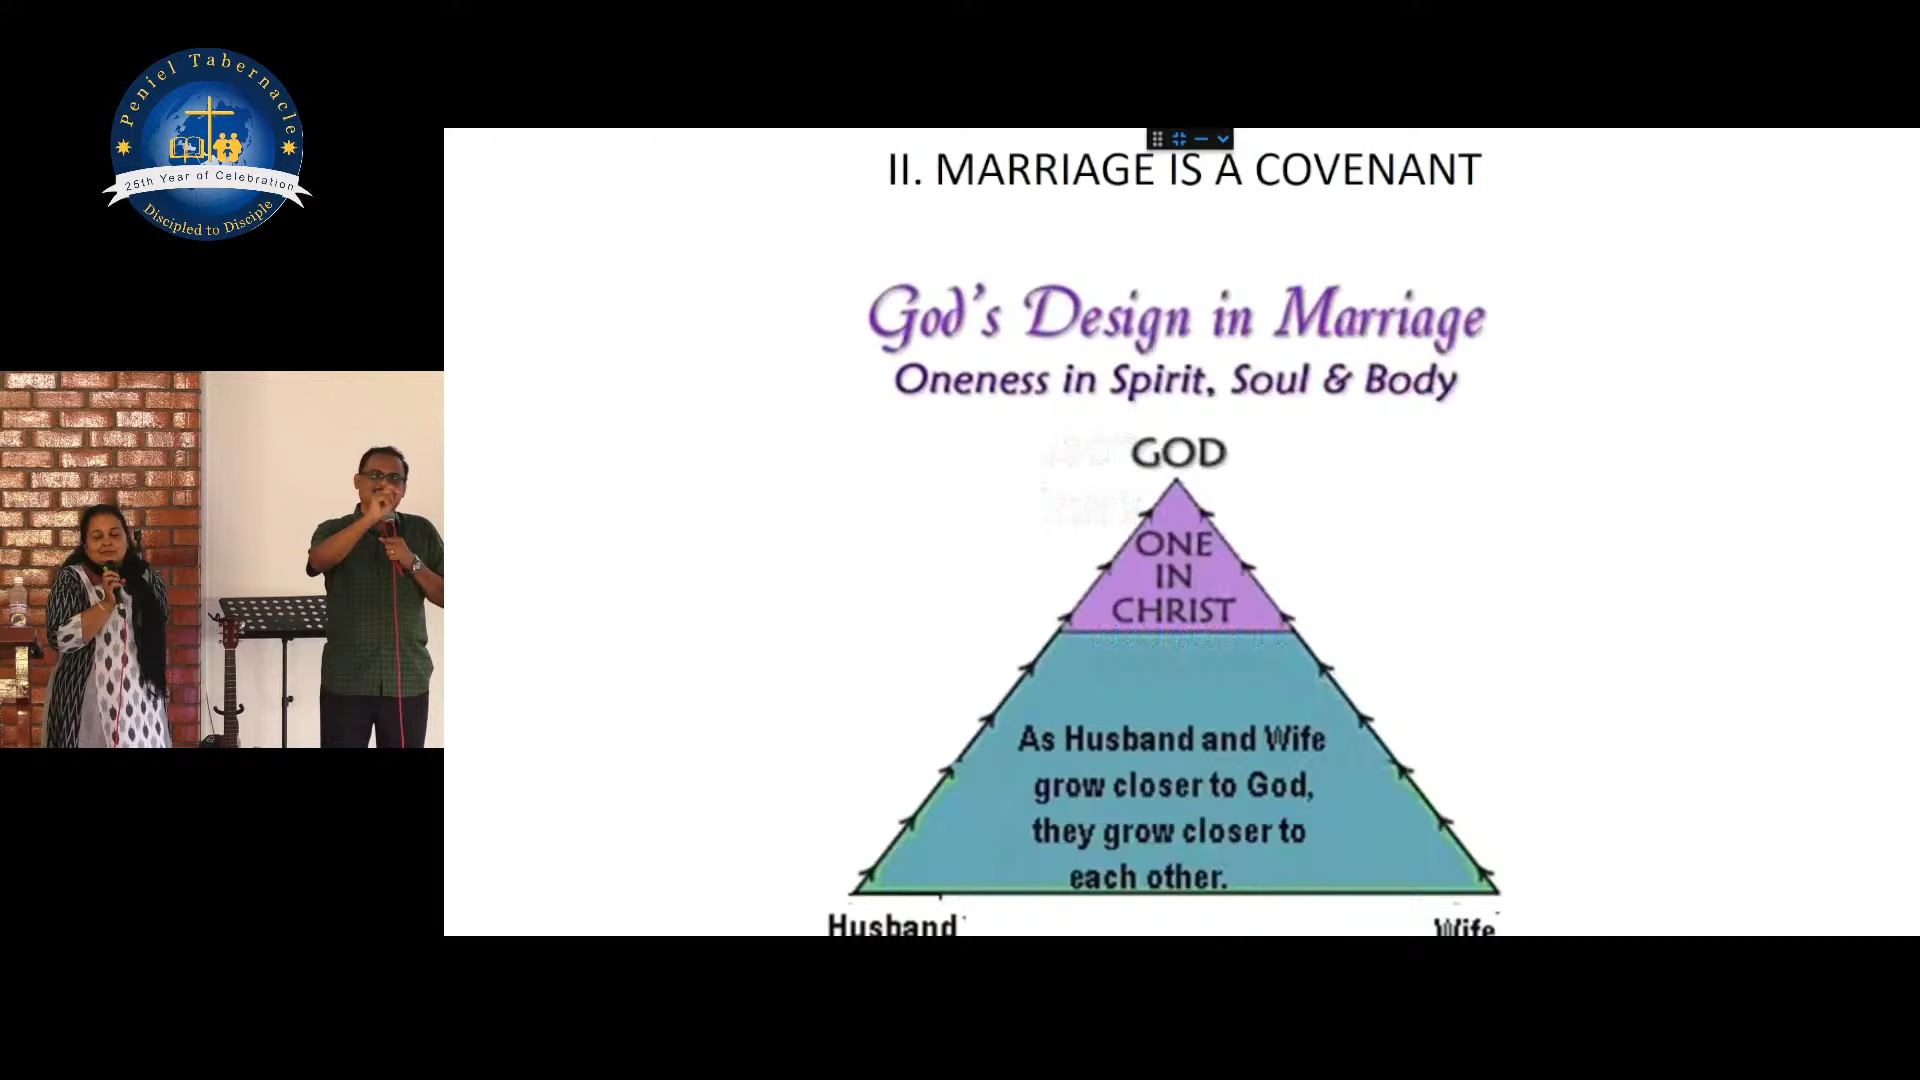 Peniel Tabernacle
25th Year of Celebration
Discipled to Disciple
II. MARRIAGE IS A COVENANT
God's Design in Marriage
Oneness in Spirit, Soul & Body
GOD
ONE
IN
CHRIST
As Husband and Wife
grow closer to God,
they grow closer to
each other.
Husband
Wife